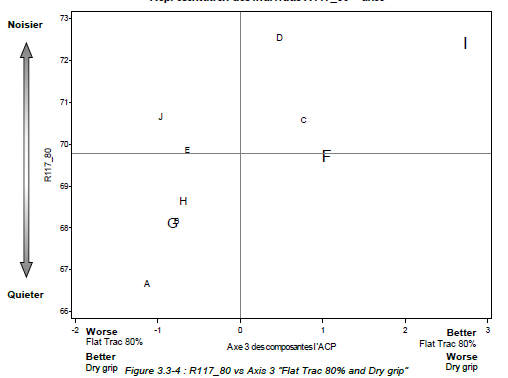 Noisier
Quieter
R117_80
73
72
71
70
69
68
67
66
D
I
J
C
E
F
H
G
B
A
-2
-1
0
1
2
3
Axe 3 des composantes l'ACP
Worse
Flat Trac 80%
Better
Dry grip
Better
Flat Trac 80%
Worse
Dry grip
Figure 3.3-4 : R117_80 vs Axis 3 "Flat Trac 80% and Dry grip"